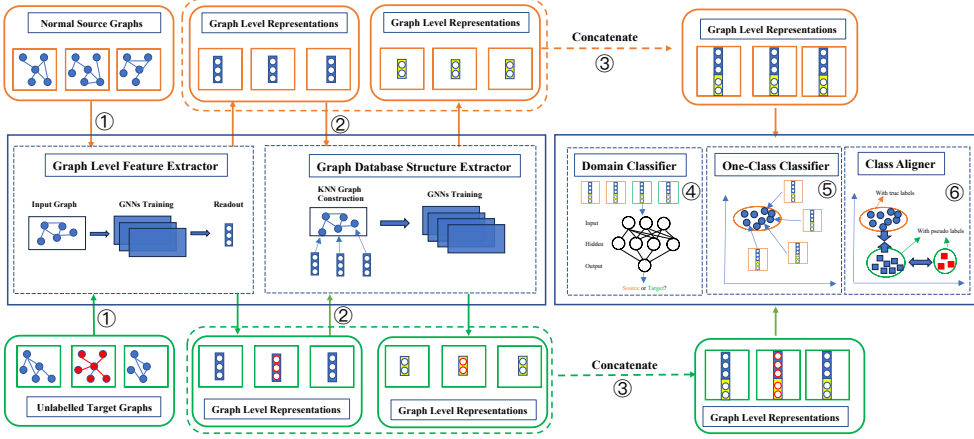 Normal Source Graphs
Graph Level Representations
Graph Level Representations
Concatenate
③
Graph Level Representations
①
②
Graph Level Feature Extractor
Input Graph
GNNs Training
Readout
Graph Database Structure Extractor
KNN Graph
Construction
GNNs Training
Domain Classifier
④
Input
Hidden
Output
Source or Target?
One-Class Classifier
⑤
Class Aligner
⑥
With true labels
With pseudo labels
①
②
Unlabelled Target Graphs
Graph Level Representations
Graph Level Representations
Concatenate
③
Graph Level Representations